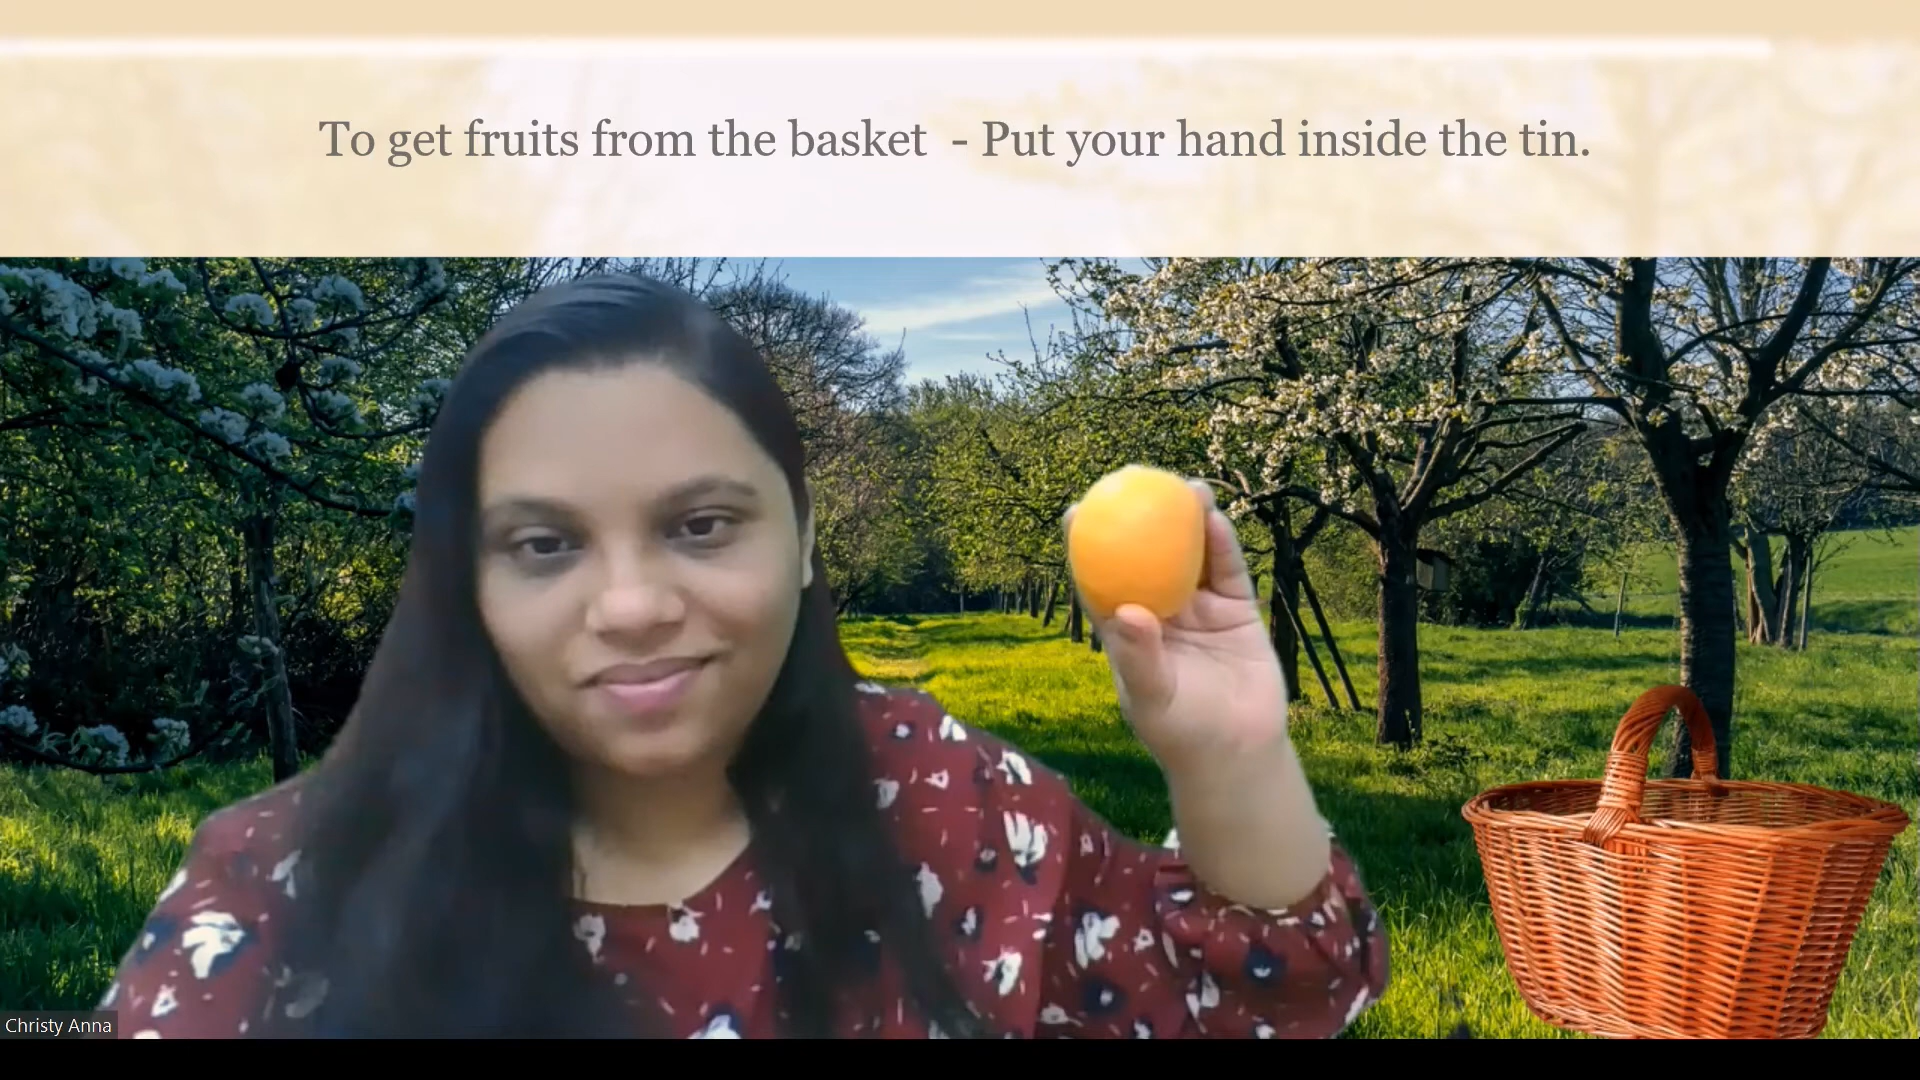 To get fruits from the basket  - Put your hand inside the tin.
Christy Anna